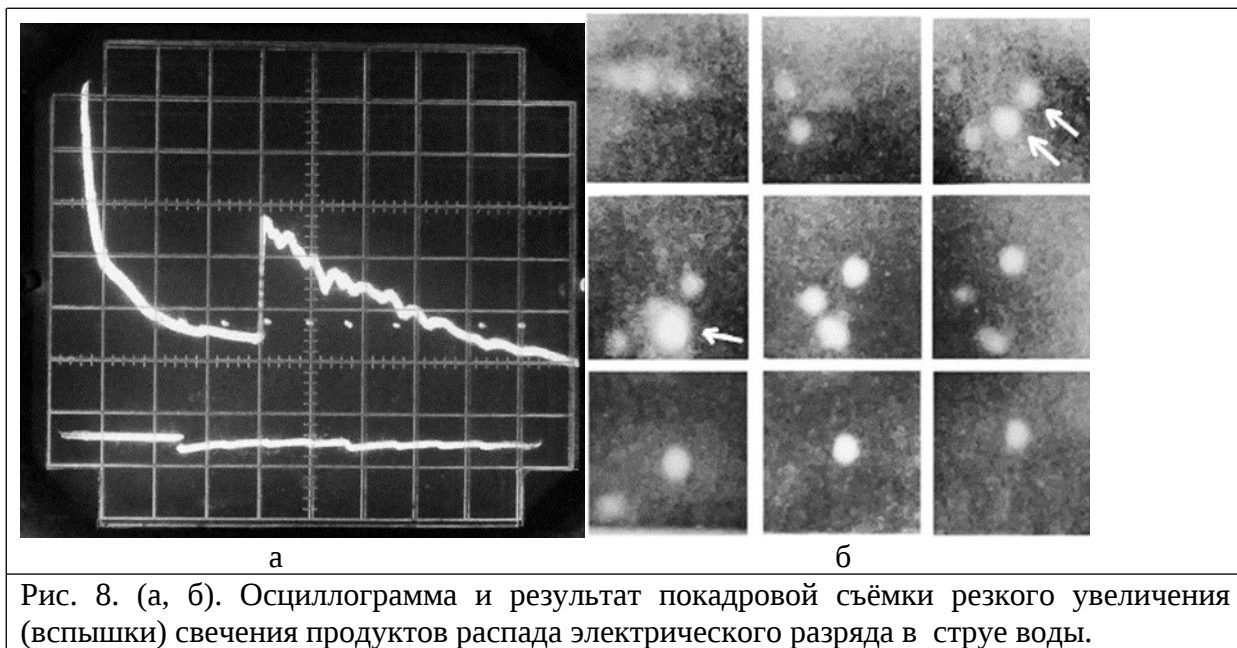 а
б
Рис. 8. (а, б). Осциллограмма и результат покадровой съёмки резкого увеличения
(вспышки) свечения продуктов распада электрического разряда в струе воды.